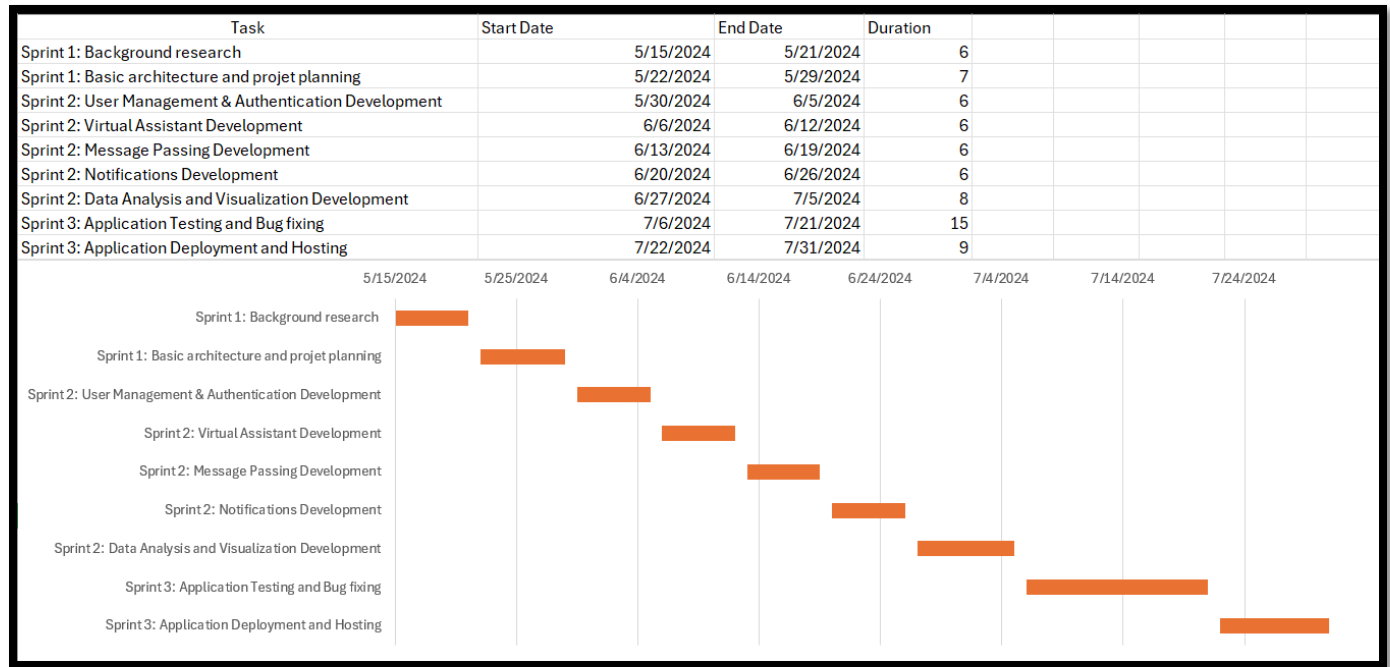 Task Start Date End Date Duration
Sprint 1: Background research 5/15/2024 5/21/2024 6
Sprint 1: Basic architecture and projet planning 5/22/2024 5/29/2024 7
Sprint 2: User Management & Authentication Development 5/30/2024 6/5/2024 6
Sprint 2: Virtual Assistant Development 6/6/2024 6/12/2024 6
Sprint 2: Message Passing Development 6/13/2024 6/19/2024 6
Sprint 2: Notifications Development 6/20/2024 6/26/2024 6
Sprint 2: Data Analysis and Visualization Development 6/27/2024 7/5/2024 8
Sprint 3: Application Testing and Bug fixing 7/6/2024 7/21/2024 15
Sprint 3: Application Deployment and Hosting 7/22/2024 7/31/2024 9
5/15/2024 5/25/2024 6/4/2024 6/14/2024 6/24/2024 7/4/2024 7/14/2024 7/24/2024
Sprint 1: Background research
Sprint 1: Basic architecture and projet planning
Sprint 2: User Management & Authentication Development
Sprint 2: Virtual Assistant Development
Sprint 2: Message Passing Development
Sprint 2: Notifications Development
Sprint 2: Data Analysis and Visualization Development
Sprint 3: Application Testing and Bug fixing
Sprint 3: Application Deployment and Hosting